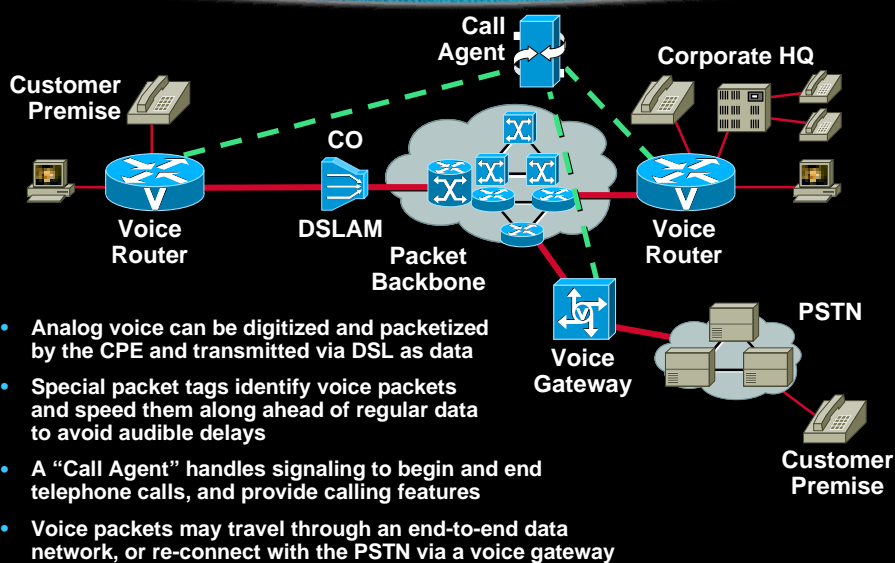 Call
Agent
Corporate HQ
Customer
Premise
CO
V
Voice
Router
DSLAM
Packet
Backbone
V
Voice
Router
V
Voice
Gateway
PSTN
Customer
Premise
• Analog voice can be digitized and packetized
by the CPE and transmitted via DSL as data
• Special packet tags identify voice packets
and speed them along ahead of regular data
to avoid audible delays
• A “Call Agent” handles signaling to begin and end
telephone calls, and provide calling features
• Voice packets may travel through an end-to-end data
network, or re-connect with the PSTN via a voice gateway